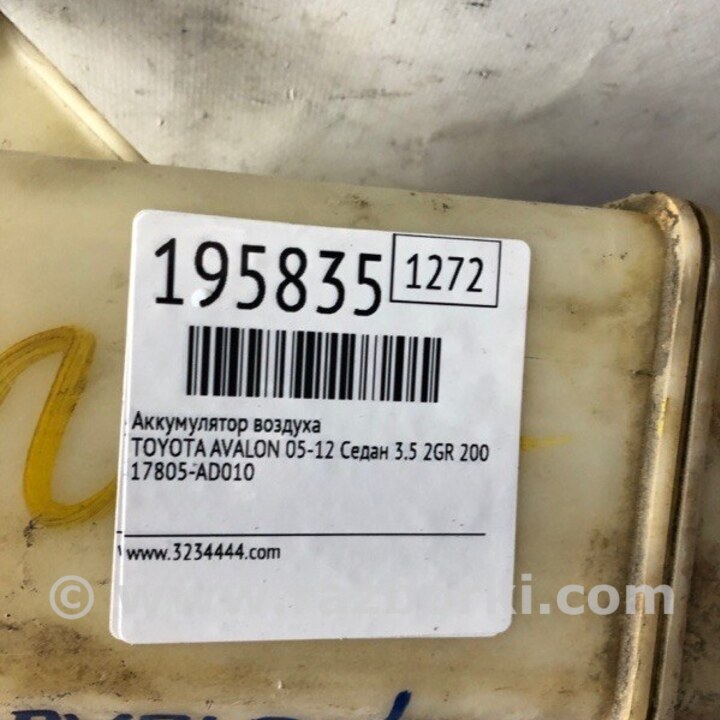 195835 1272
Аккумулятор воздуха
TOYOTA AVALON 05-12 Седан 3.5 2GR 200
17805-AD010
www.3234444.com